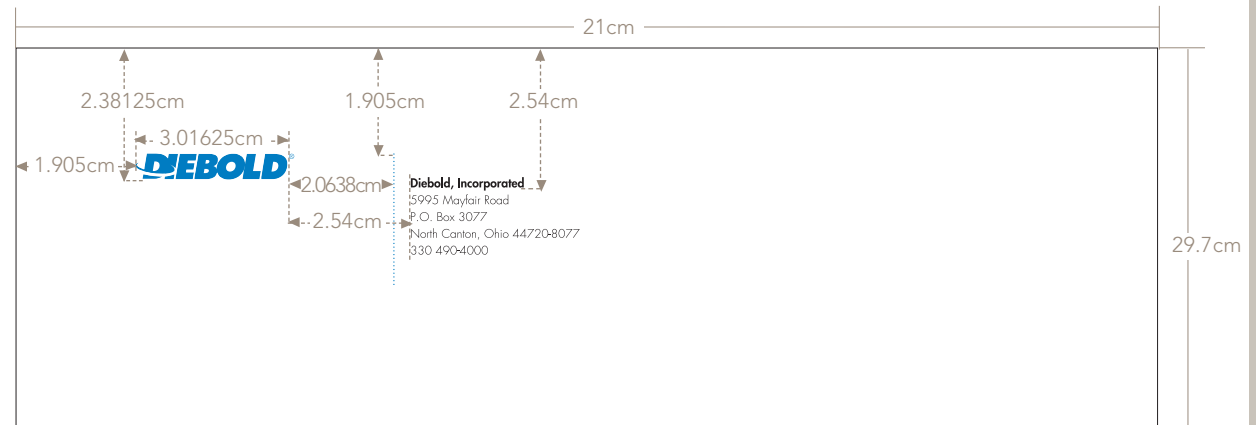 21cm
2.38125cm
1.905cm
2.54cm
3.01625cm
1.905cm
DIEBOLD®
2.0638cm
Diebold, Incorporated
5995 Mayfair Road
2.54cm
P.O. Box 3077
North Canton, Ohio 44720-8077
330 490-4000
29.7cm